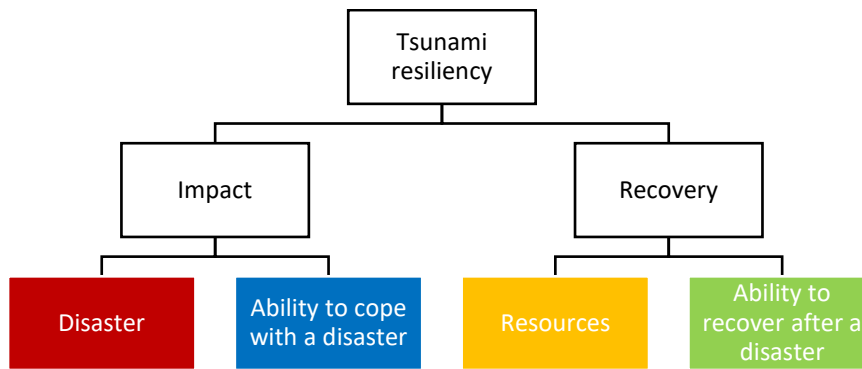 Tsunami
resiliency
Impact
Recovery
Disaster
Ability to cope
with a disaster
Resources
Ability to
recover after a
disaster